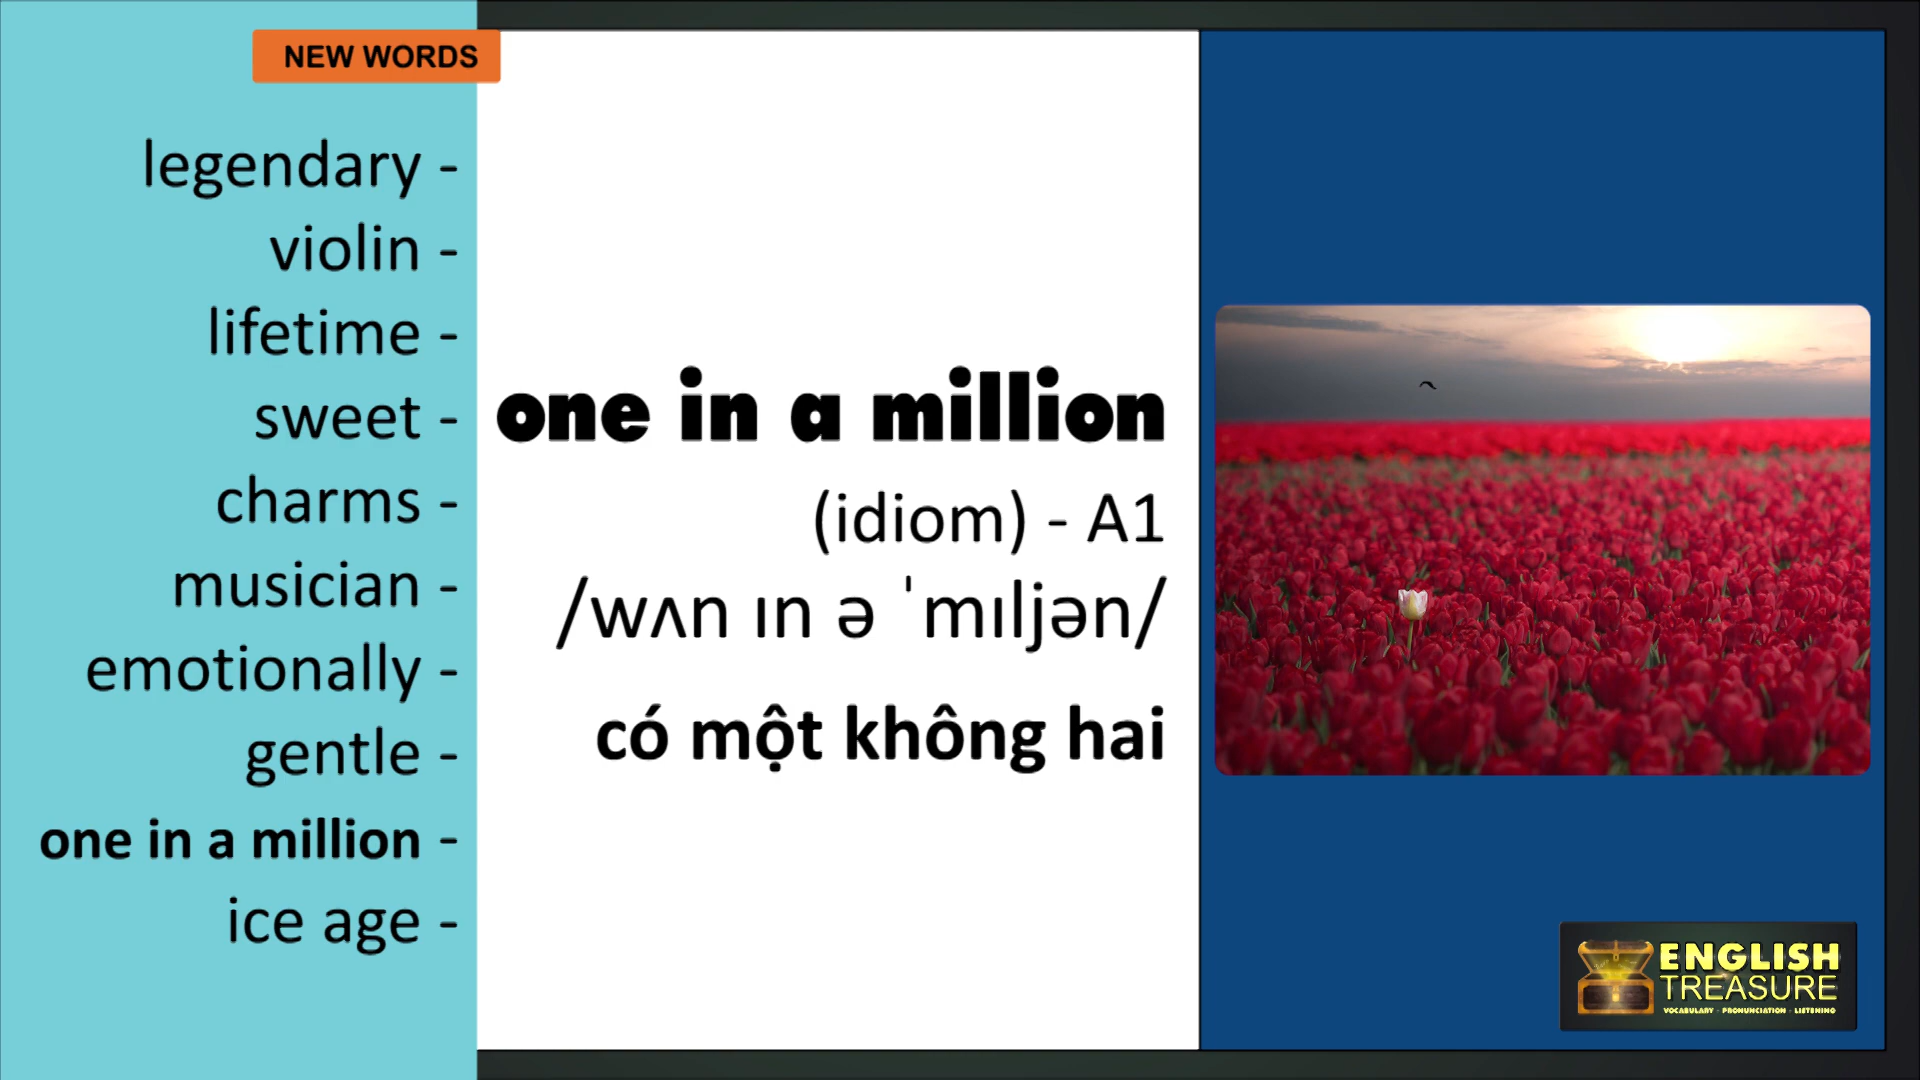 NEW WORDS
legendary -
violin -
lifetime -
sweet -
charms -
musician -
emotionally -
gentle -
one in a million -
ice age -
one in a million
(idiom) - A1
/wʌn ɪn ə ˈmɪljən/
có một không hai
ENGLISH
TREASURE
VOCABULARY - PRONUNCIATION - LISTENING